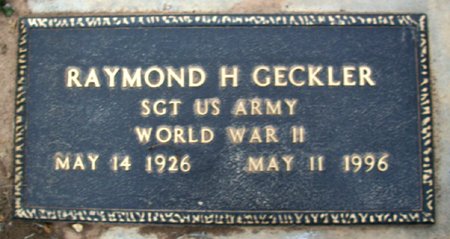 RAYMOND H GECKLER
SGT US ARMY
WORLD WAR II
MAY 14 1926 MAY 11 1996